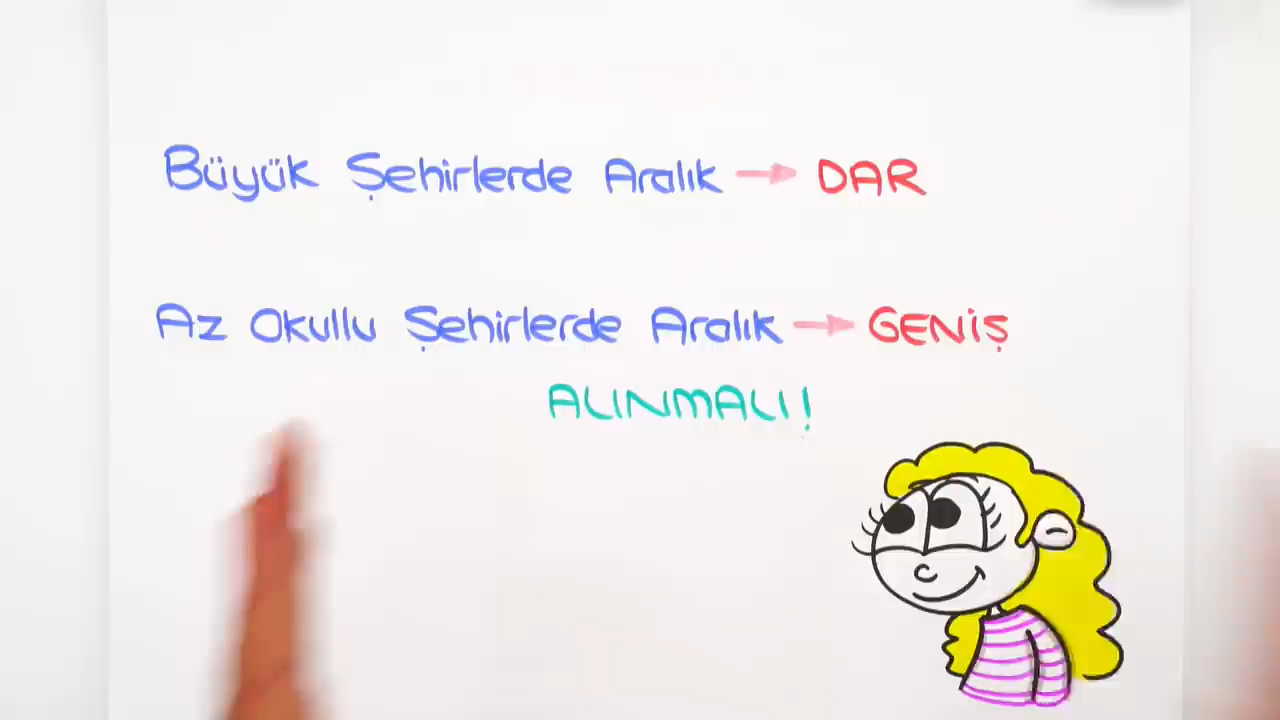 Büyük Şehirlerde Aralık → DAR
Az Okullu Şehirlerde Aralık → GENİŞ
ALINMALI!